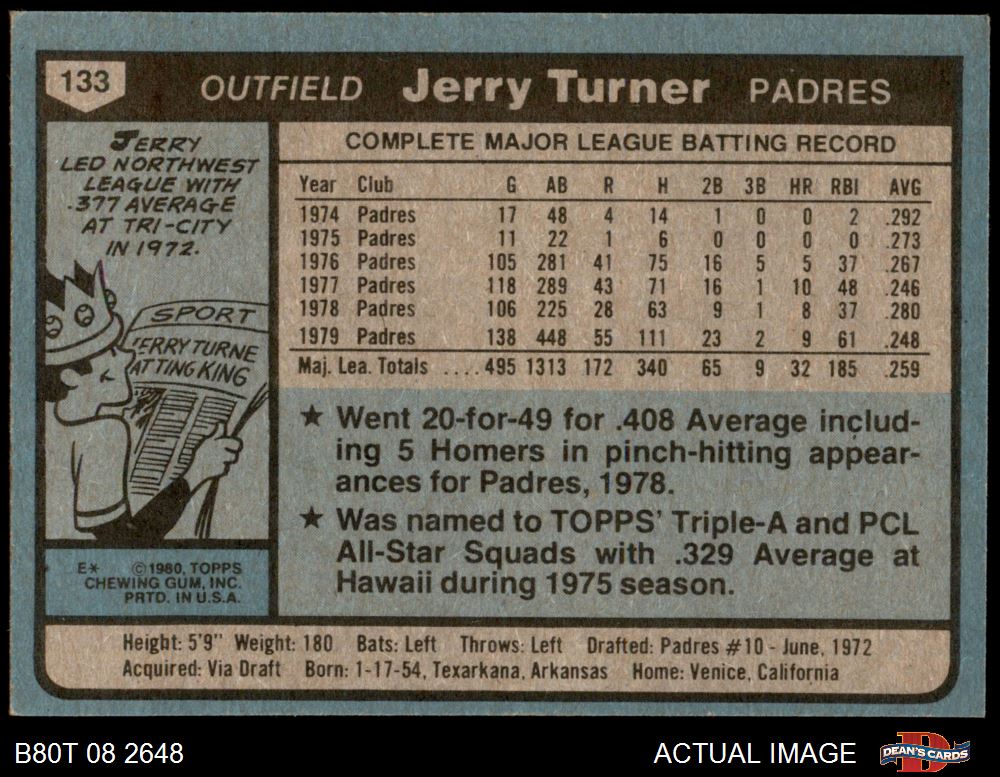 133
OUTFIELD Jerry Turner PADRES
JERRY
LED NORTHWEST
LEAGUE WITH
.377 AVERAGE
AT TRI-CITY
IN 1972.
SPORT
ERRY TURNE
ATTING KING
E* ©1980, TOPPS
CHEWING GUM, INC.
PRTD. IN U.S.A.
COMPLETE MAJOR LEAGUE BATTING RECORD
Year Club G AB R H 2B 3B HR RBI AVG
1974 Padres 17 48 4 14 1 0 0 2 .292
1975 Padres 11 22 1 6 0 0 0 0 .273
1976 Padres 105 281 41 75 16 5 5 37 .267
1977 Padres 118 289 43 71 16 1 10 48 .246
1978 Padres 106 225 28 63 9 1 8 37 .280
1979 Padres 138 448 55 111 23 2 9 61 .248
Maj. Lea. Totals .... 495 1313 172 340 65 9 32 185 .259
★ Went 20-for-49 for .408 Average includ-
ing 5 Homers in pinch-hitting appear-
ances for Padres, 1978.
★ Was named to TOPPS' Triple-A and PCL
All-Star Squads with .329 Average at
Hawaii during 1975 season.
Height: 5'9" Weight: 180 Bats: Left Throws: Left Drafted: Padres #10 - June, 1972
Acquired: Via Draft Born: 1-17-54, Texarkana, Arkansas Home: Venice, California
B80T 08 2648 ACTUAL IMAGE DEAN'S CARDS